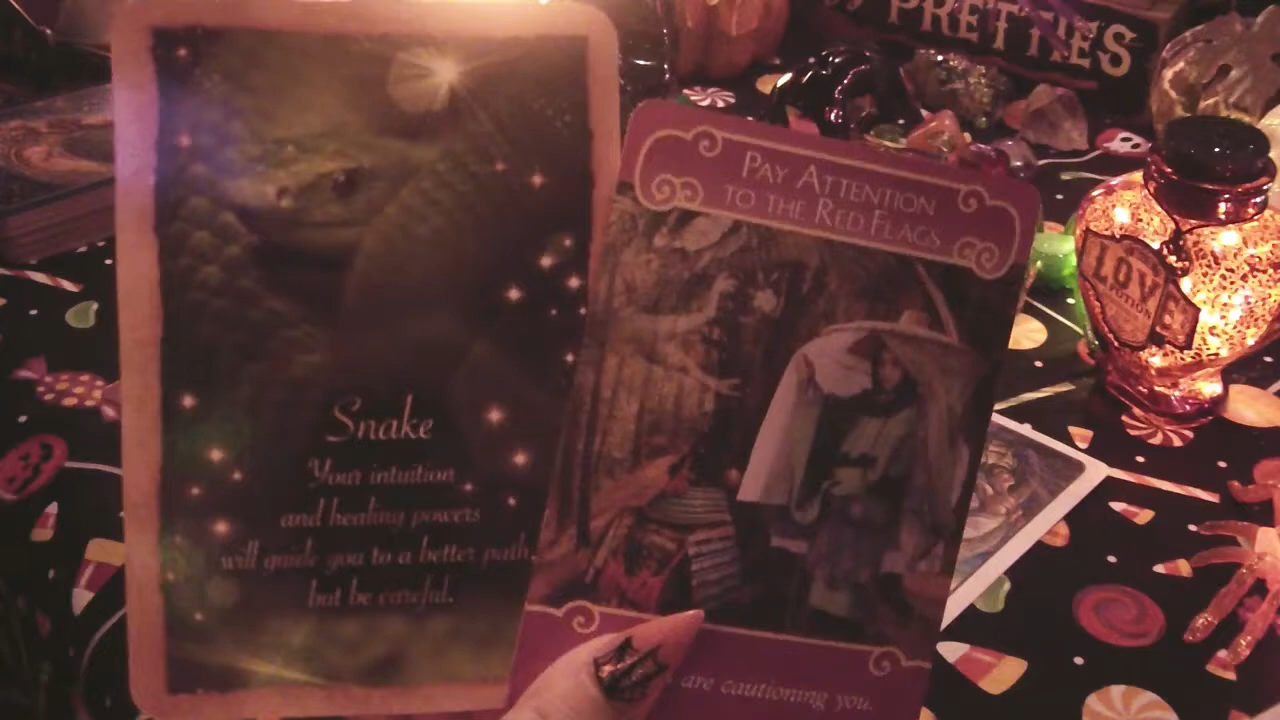 PRETTIES
PAY ATTENTION
TO THE RED FLAGS
LOVE
POTION
Snake
Your intuition
and healing powers
will guide you to a better path,
but be careful.
are cautioning you.